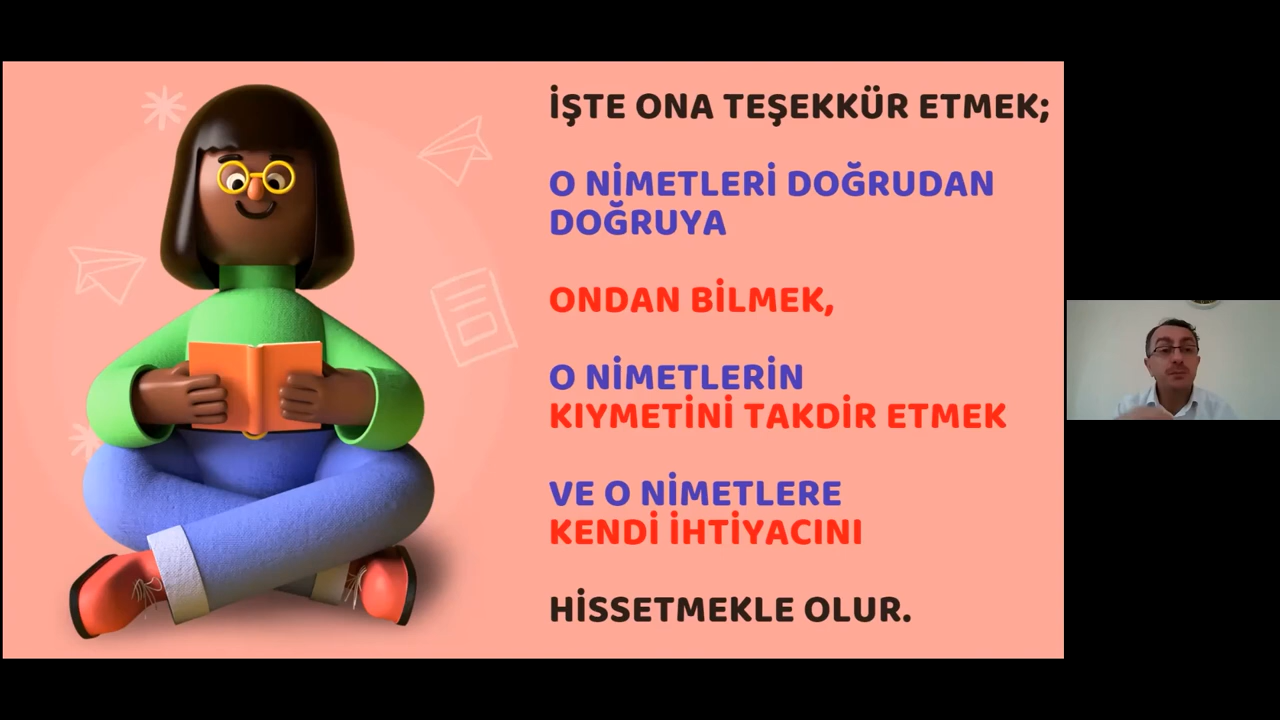 İŞTE ONA TEŞEKKÜR ETMEK;
O NİMETLERİ DOĞRUDAN
DOĞRUYA
ONDAN BİLMEK,
O NİMETLERİN
KIYMETİNİ TAKDİR ETMEK
VE O NİMETLERE
KENDİ İHTİYACINI
HİSSETMEKLE OLUR.